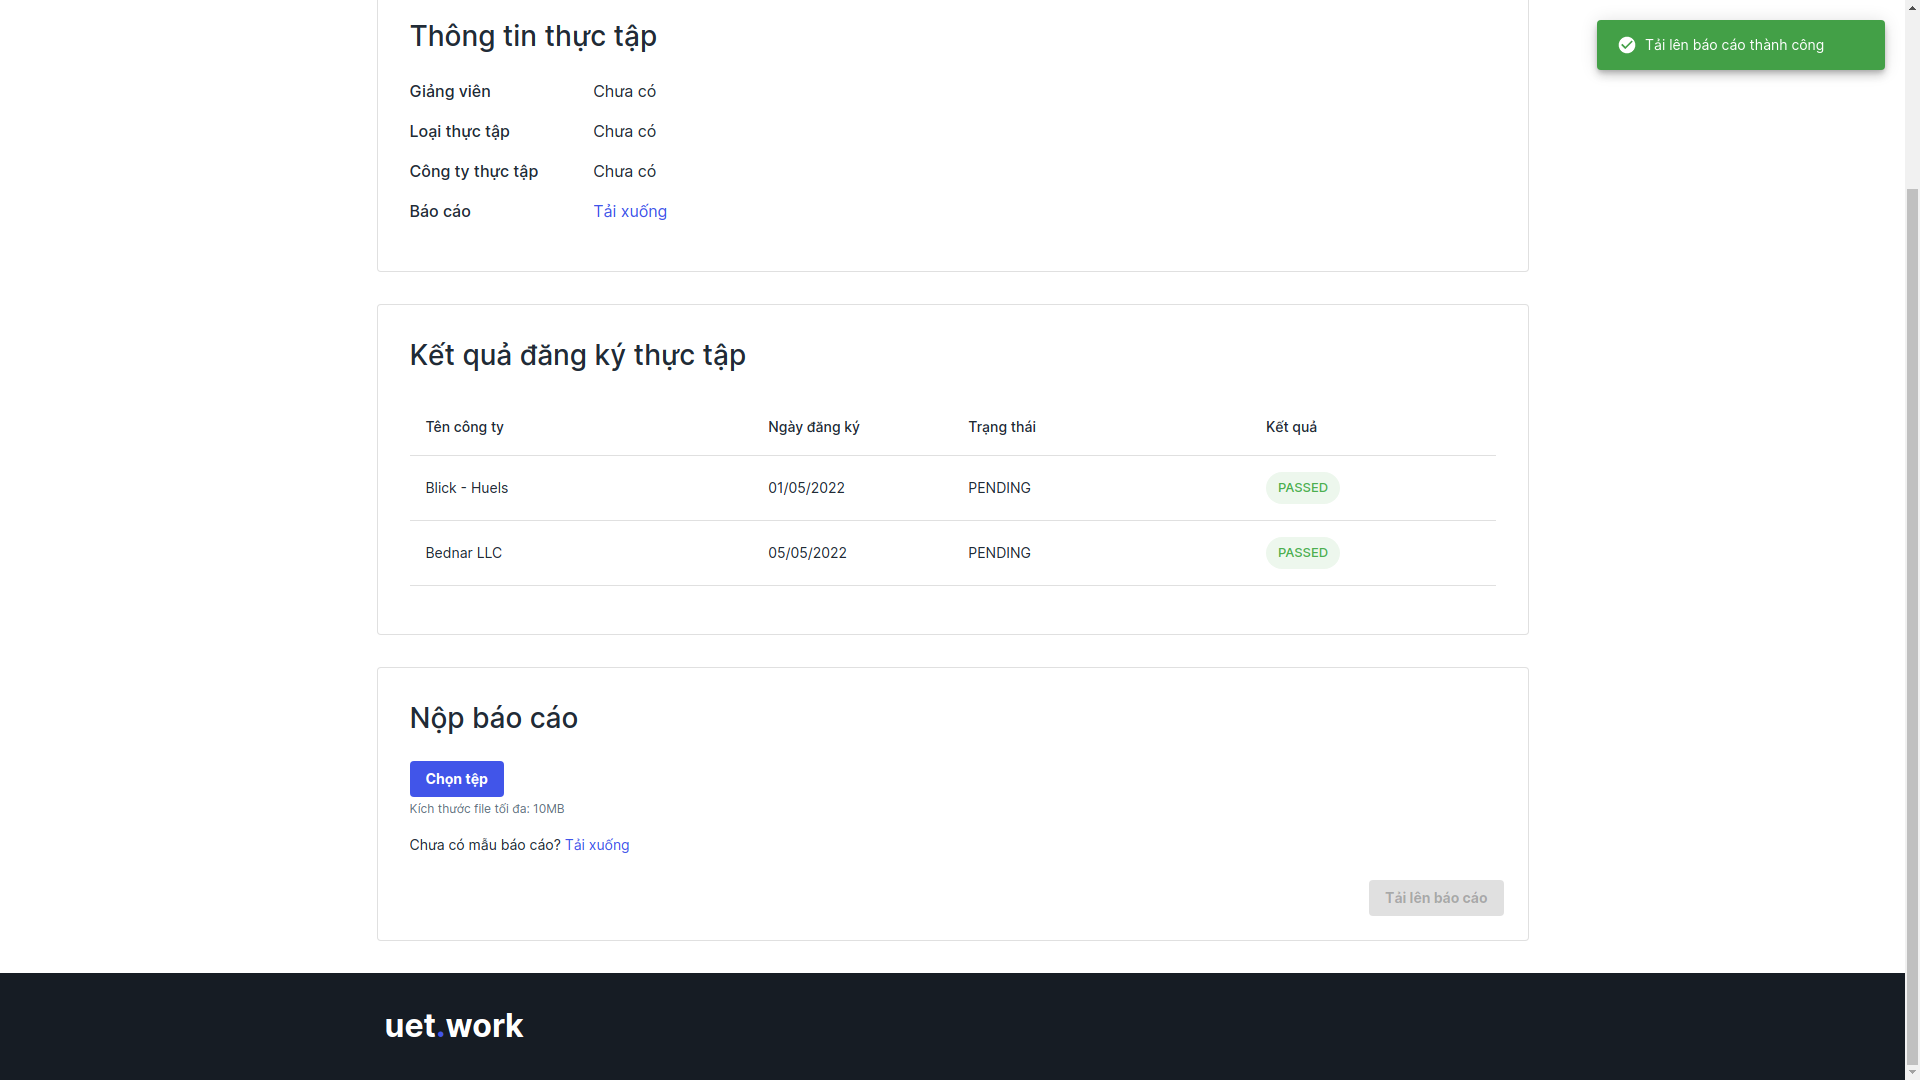 Thông tin thực tập
Tải lên báo cáo thành công
Giảng viên Chưa có
Loại thực tập Chưa có
Công ty thực tập Chưa có
Báo cáo Tải xuống
Kết quả đăng ký thực tập
Tên công ty Ngày đăng ký Trạng thái Kết quả
Blick - Huels 01/05/2022 PENDING PASSED
Bednar LLC 05/05/2022 PENDING PASSED
Nộp báo cáo
Chọn tệp
Kích thước file tối đa: 10MB
Chưa có mẫu báo cáo? Tải xuống
Tải lên báo cáo
uet.work